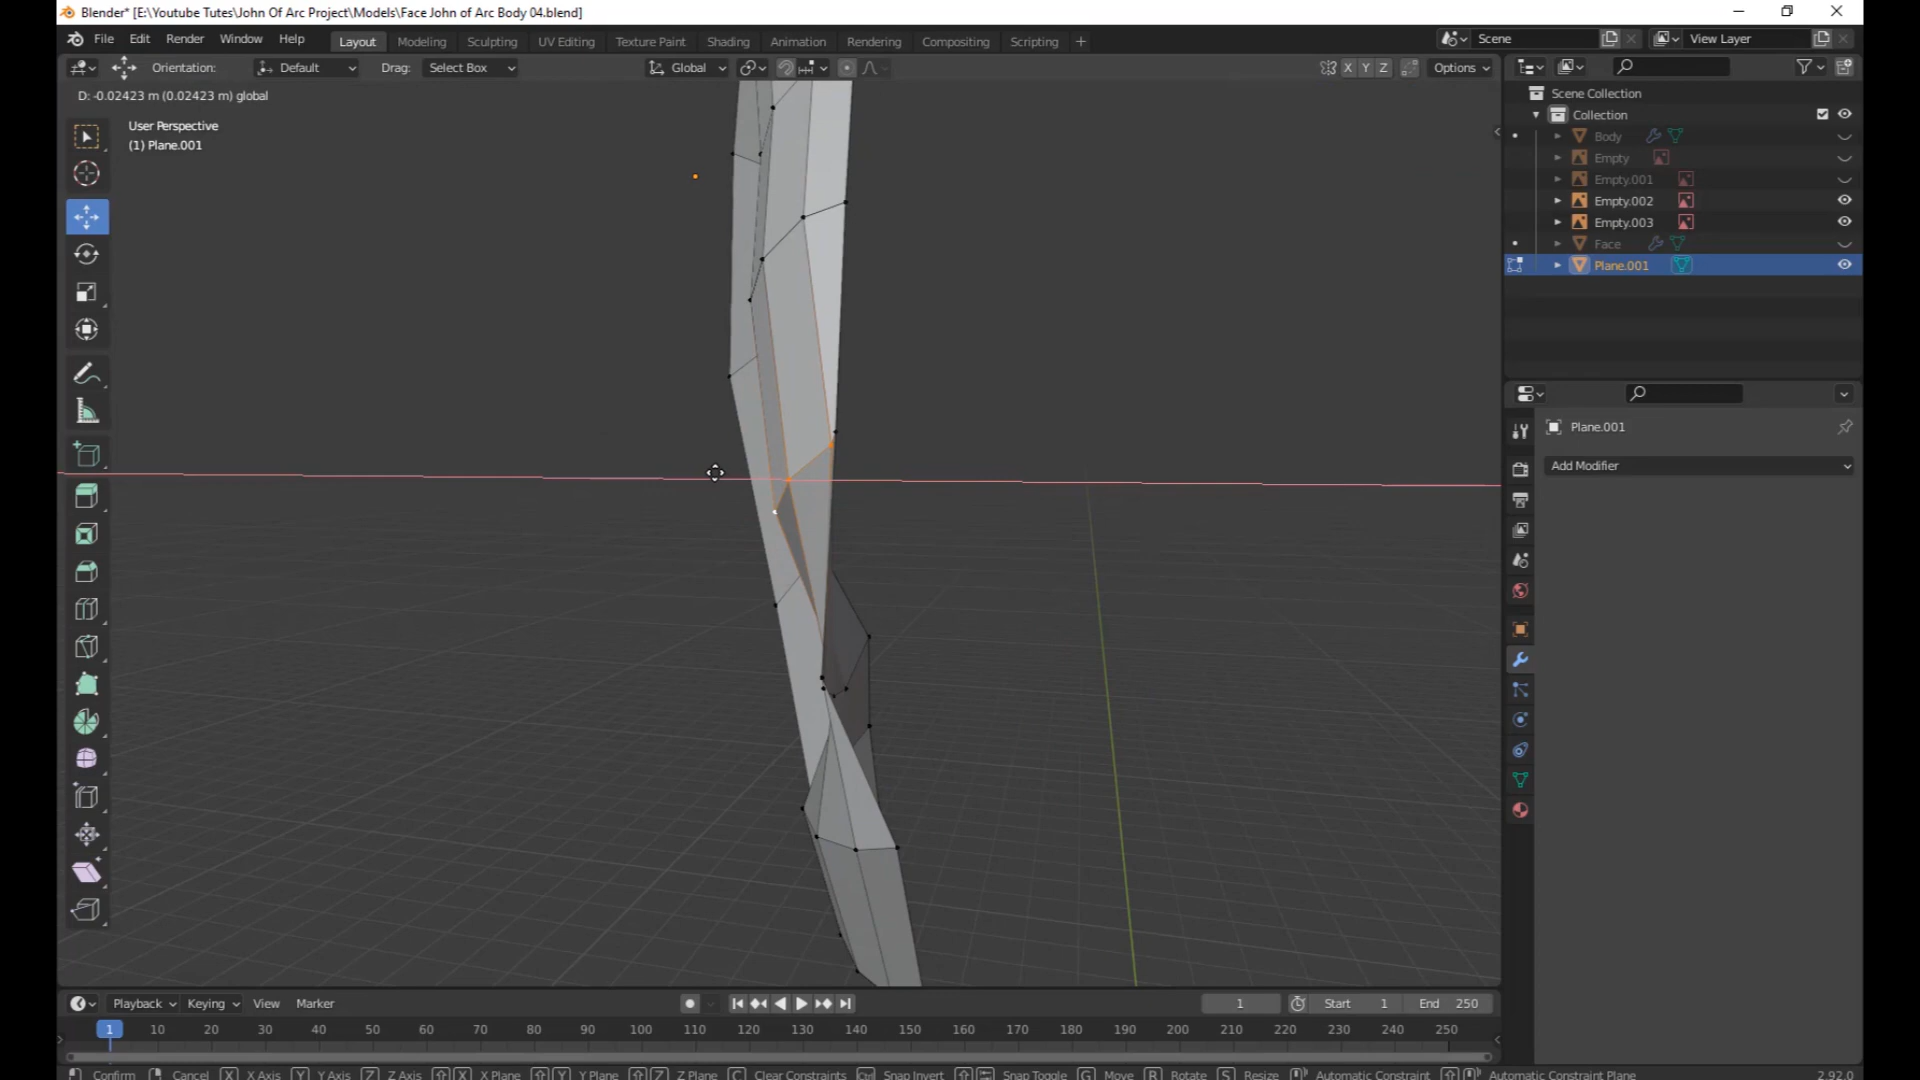 Blender* [E:\Youtube Tutes\John Of Arc Project\Models\Face John of Arc Body 04.blend]
File Edit Render Window Help Layout Modeling Sculpting UV Editing Texture Paint Shading Animation Rendering Compositing Scripting + Scene View Layer
Orientation: Default Drag: Select Box Global X Y Z Options
D: -0.02423 m (0.02423 m) global
User Perspective
(1) Plane.001
Scene Collection
Collection
Body
Empty
Empty.001
Empty.002
Empty.003
Face
Plane.001
Plane.001
Add Modifier
Playback Keying View Marker 1 Start 1 End 250
1 10 20 30 40 50 60 70 80 90 100 110 120 130 140 150 160 170 180 190 200 210 220 230 240 250
Confirm Cancel X X Axis Y Y Axis Z Z Axis X X Plane Y Y Plane Z Z Plane C Clear Constraints Ctrl Snap Invert Snap Toggle G Move R Rotate S Resize Automatic Constraint Automatic Constraint Plane 2.92.0